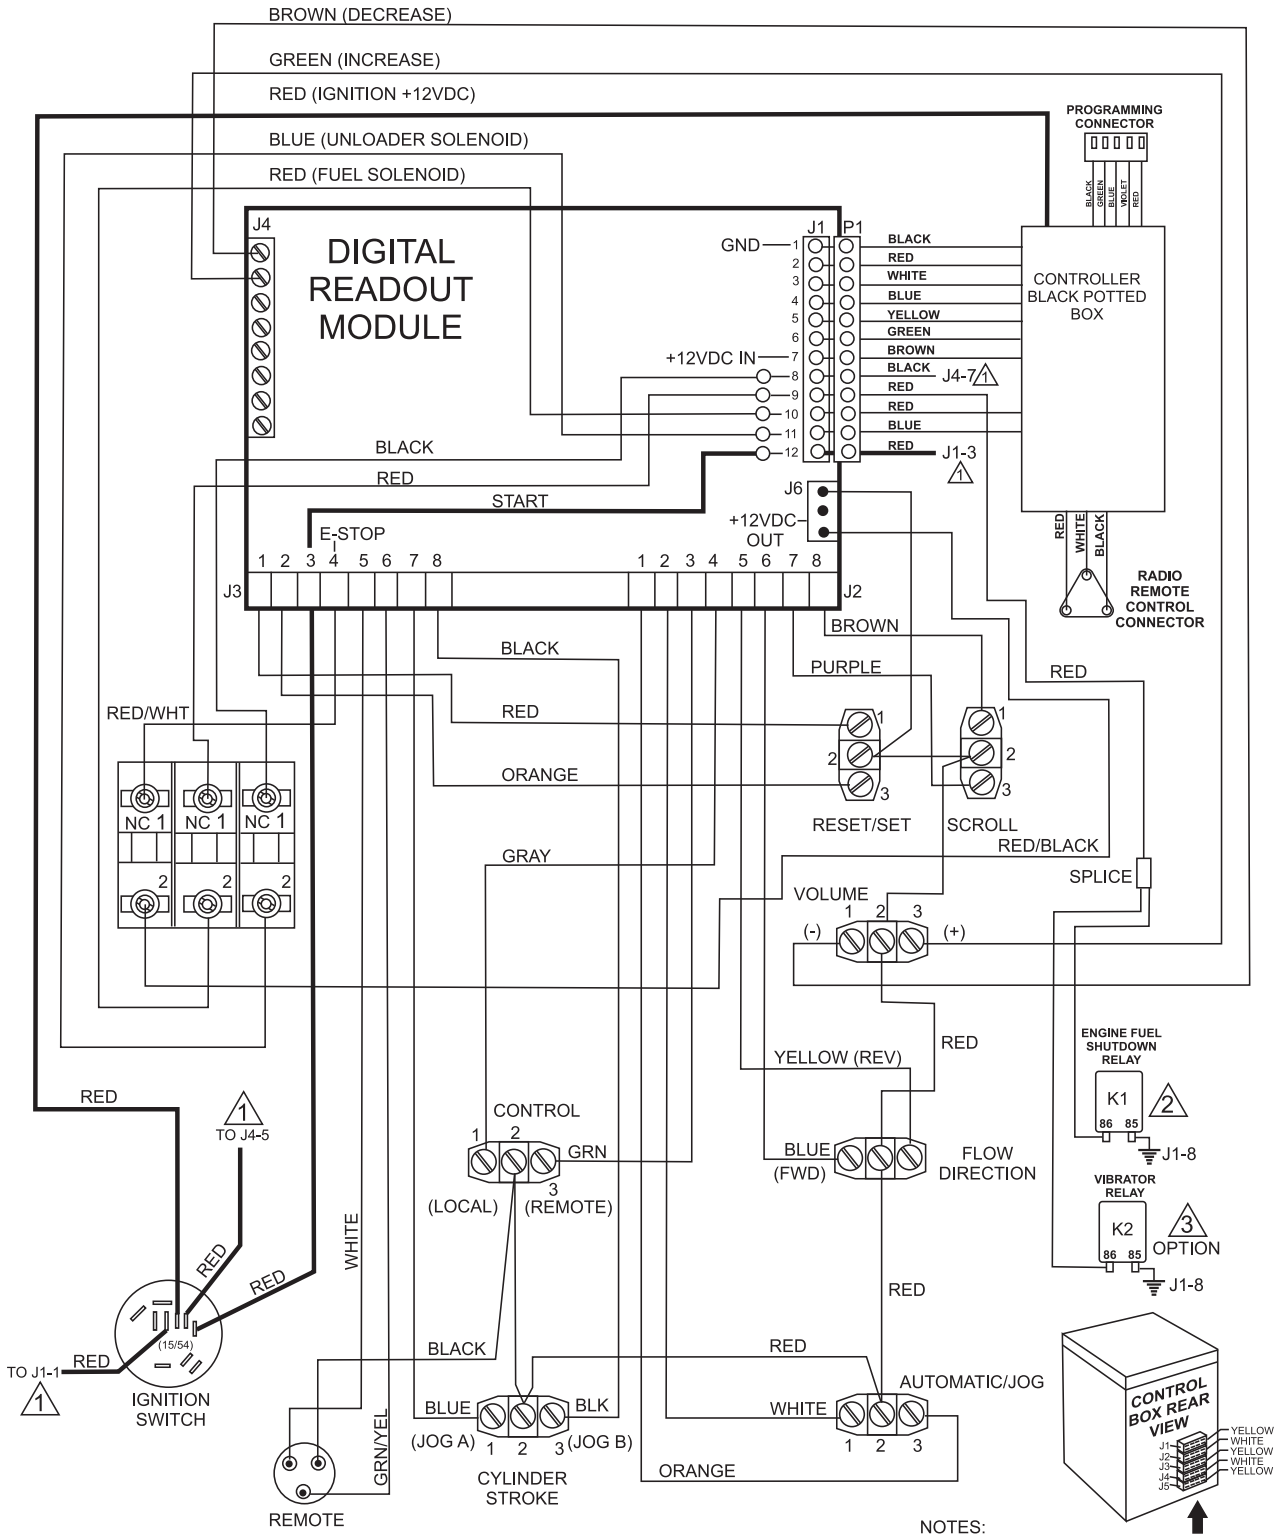 BROWN (DECREASE)
GREEN (INCREASE)
RED (IGNITION +12VDC)
BLUE (UNLOADER SOLENOID)
RED (FUEL SOLENOID)
PROGRAMMING
CONNECTOR
BLACK
GREEN
BLUE
VIOLET
RED
J4
DIGITAL
READOUT
MODULE
J1
P1
GND
1
2
3
4
5
6
+12VDC IN
7
8
9
10
11
12
BLACK
RED
WHITE
BLUE
YELLOW
GREEN
BROWN
BLACK
J4-7
1
RED
RED
BLUE
RED
J1-3
1
CONTROLLER
BLACK POTTED
BOX
BLACK
RED
START
E-STOP
J6
+12VDC
OUT
RED
WHITE
BLACK
RADIO
REMOTE
CONTROL
CONNECTOR
1 2 3 4 5 6 7 8
1 2 3 4 5 6 7 8
J3
J2
BLACK
BROWN
PURPLE
RED
RED/WHT
RED
ORANGE
1
2
3
1
2
3
RESET/SET
SCROLL
NC 1
NC 1
NC 1
2
2
2
GRAY
RED/BLACK
SPLICE
VOLUME
1 2 3
(-)
(+)
RED
YELLOW (REV)
ENGINE FUEL
SHUTDOWN
RELAY
K1
86 85
2
J1-8
RED
1
TO J4-5
CONTROL
1 2
3
GRN
(LOCAL)
(REMOTE)
BLUE
(FWD)
FLOW
DIRECTION
VIBRATOR
RELAY
K2
86 85
3
OPTION
J1-8
WHITE
RED
RED
RED
(15/54)
RED
TO J1-1
1
IGNITION
SWITCH
BLACK
RED
AUTOMATIC/JOG
BLUE
(JOG A)
1 2 3
BLK
(JOG B)
CYLINDER
STROKE
WHITE
1 2 3
GRN/YEL
ORANGE
REMOTE
CONTROL
BOX REAR
VIEW
J1
J2
J3
J4
J5
YELLOW
WHITE
YELLOW
WHITE
YELLOW
NOTES: